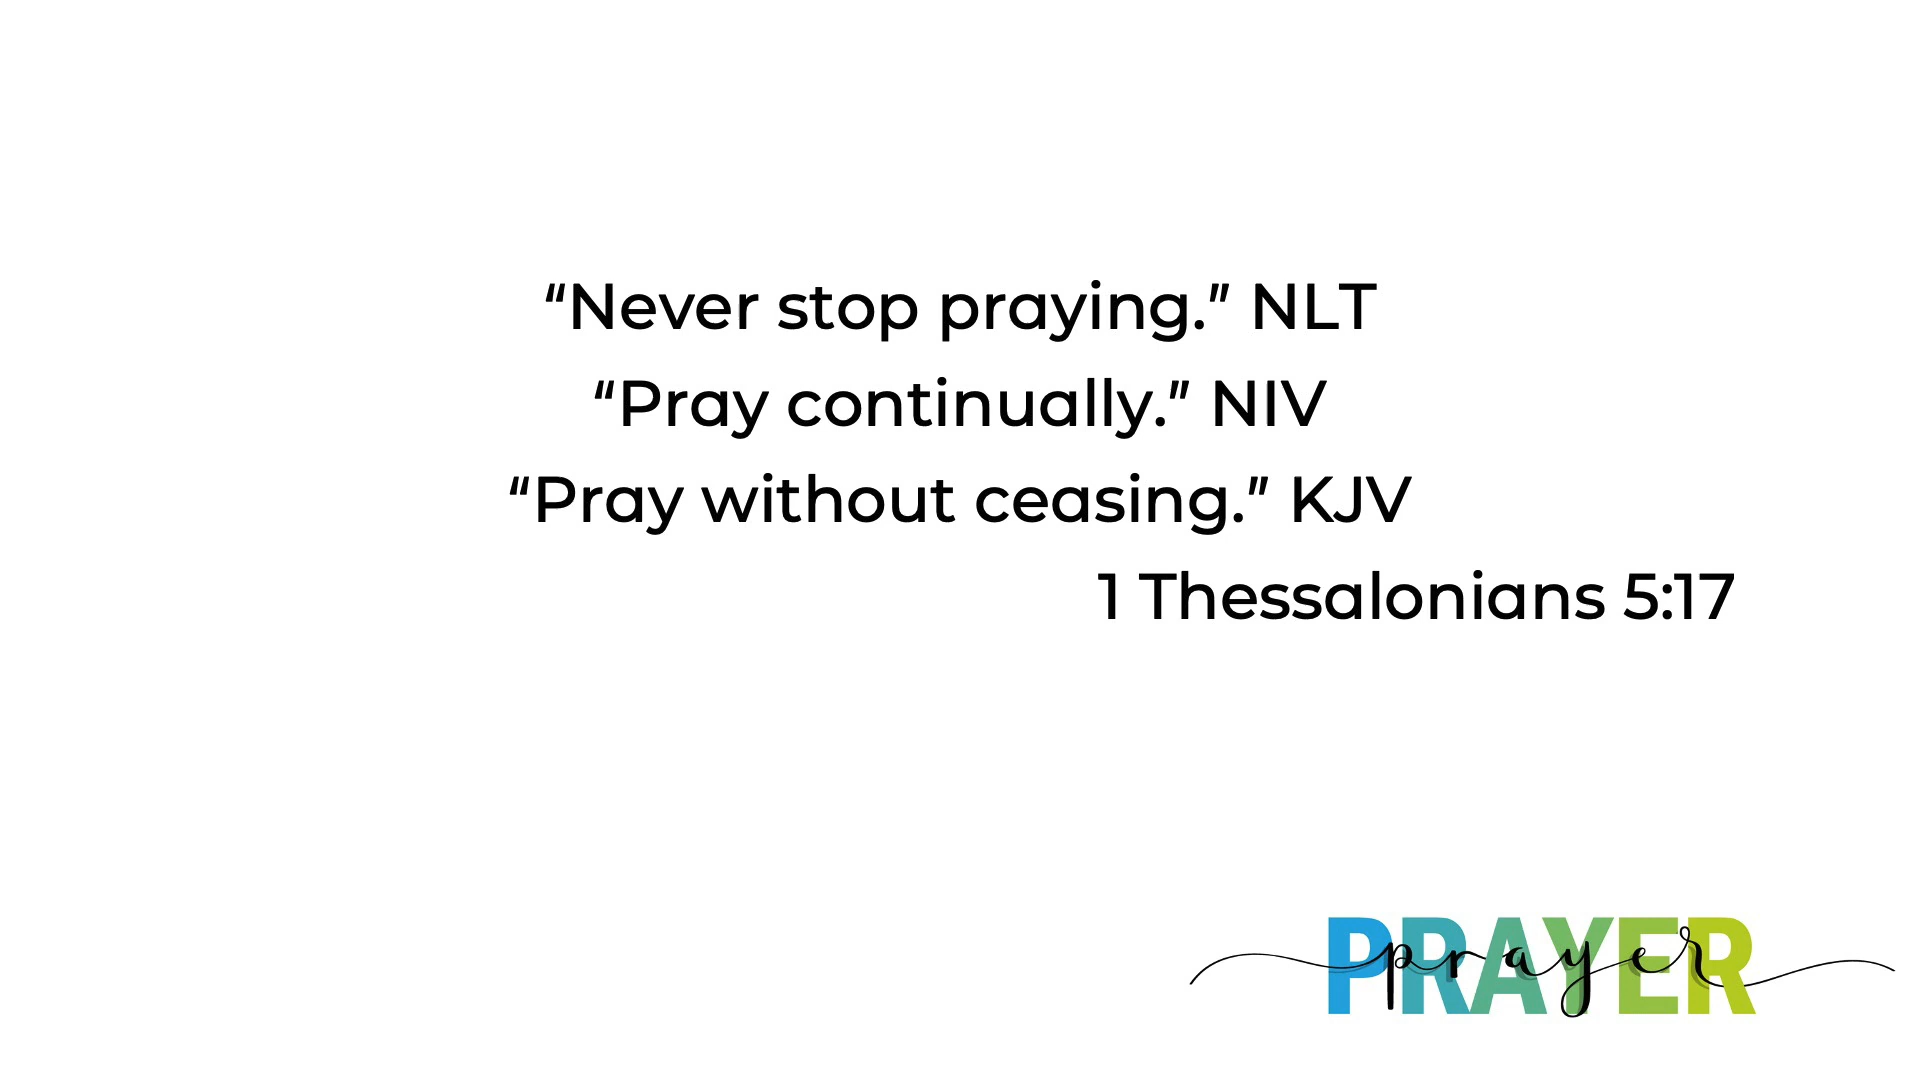 “Never stop praying.” NLT
“Pray continually.” NIV
“Pray without ceasing.” KJV
1 Thessalonians 5:17
PRAYER
prayer